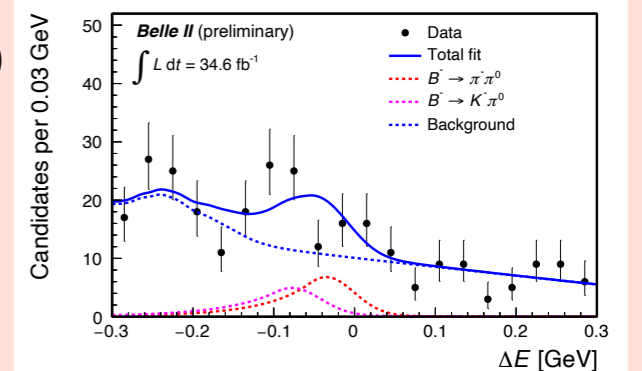 )
Candidates per 0.03 GeV
50
40
30
20
10
0
Belle II (preliminary)
∫ L dt = 34.6 fb⁻¹
Data
Total fit
B⁻ → π⁻π⁰
B⁻ → K⁻π⁰
Background
−0.3 −0.2 −0.1 0 0.1 0.2 0.3
ΔE [GeV]